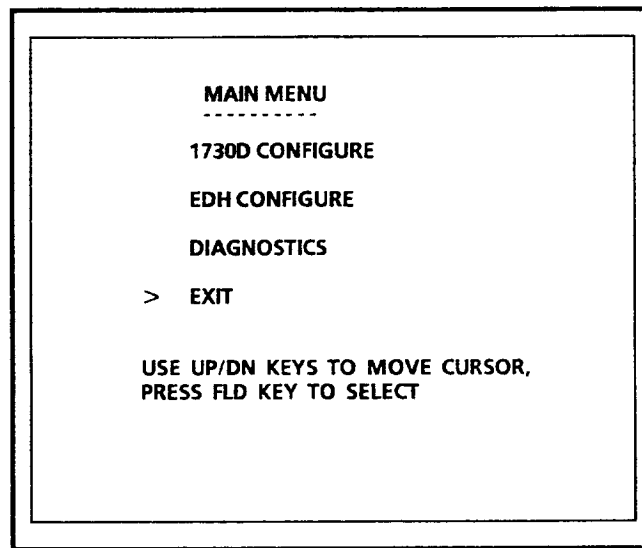 MAIN MENU
----------
1730D CONFIGURE
EDH CONFIGURE
DIAGNOSTICS
> EXIT
USE UP/DN KEYS TO MOVE CURSOR,
PRESS FLD KEY TO SELECT